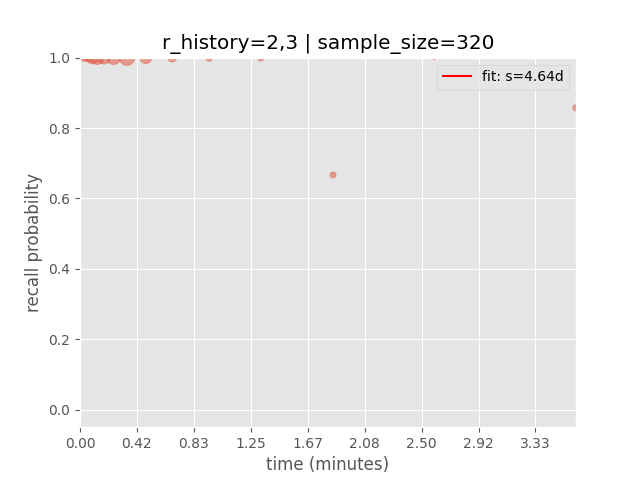 r_history=2,3 | sample_size=320
fit: s=4.64d
recall probability
1.0
0.8
0.6
0.4
0.2
0.0
0.00 0.42 0.83 1.25 1.67 2.08 2.50 2.92 3.33
time (minutes)